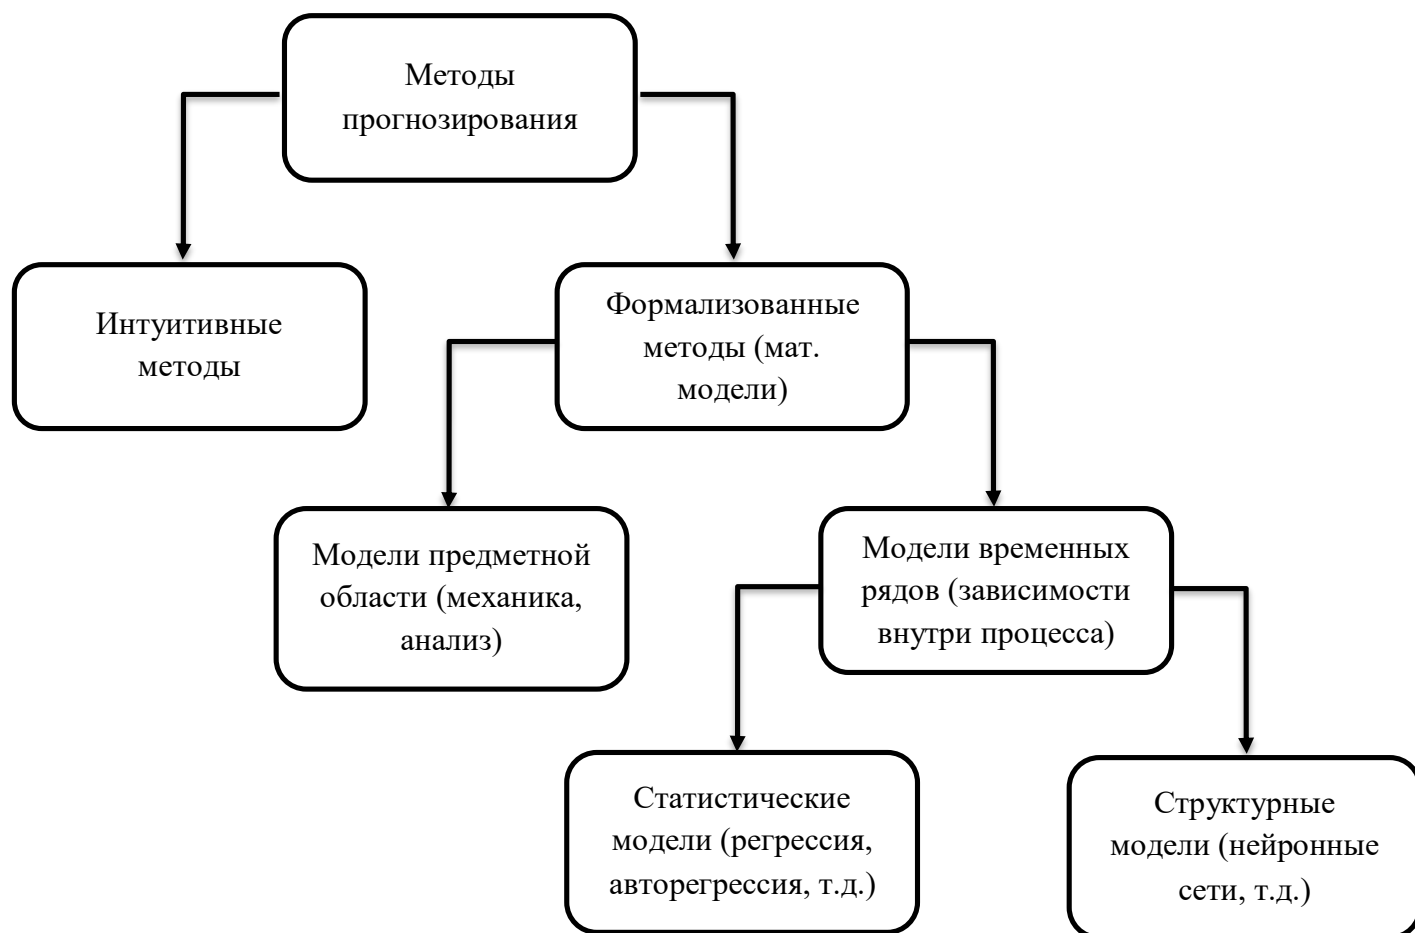 Методы
прогнозирования
Интуитивные
методы
Формализованные
методы (мат.
модели)
Модели предметной
области (механика,
анализ)
Модели временных
рядов (зависимости
внутри процесса)
Статистические
модели (регрессия,
авторегрессия, т.д.)
Структурные
модели (нейронные
сети, т.д.)